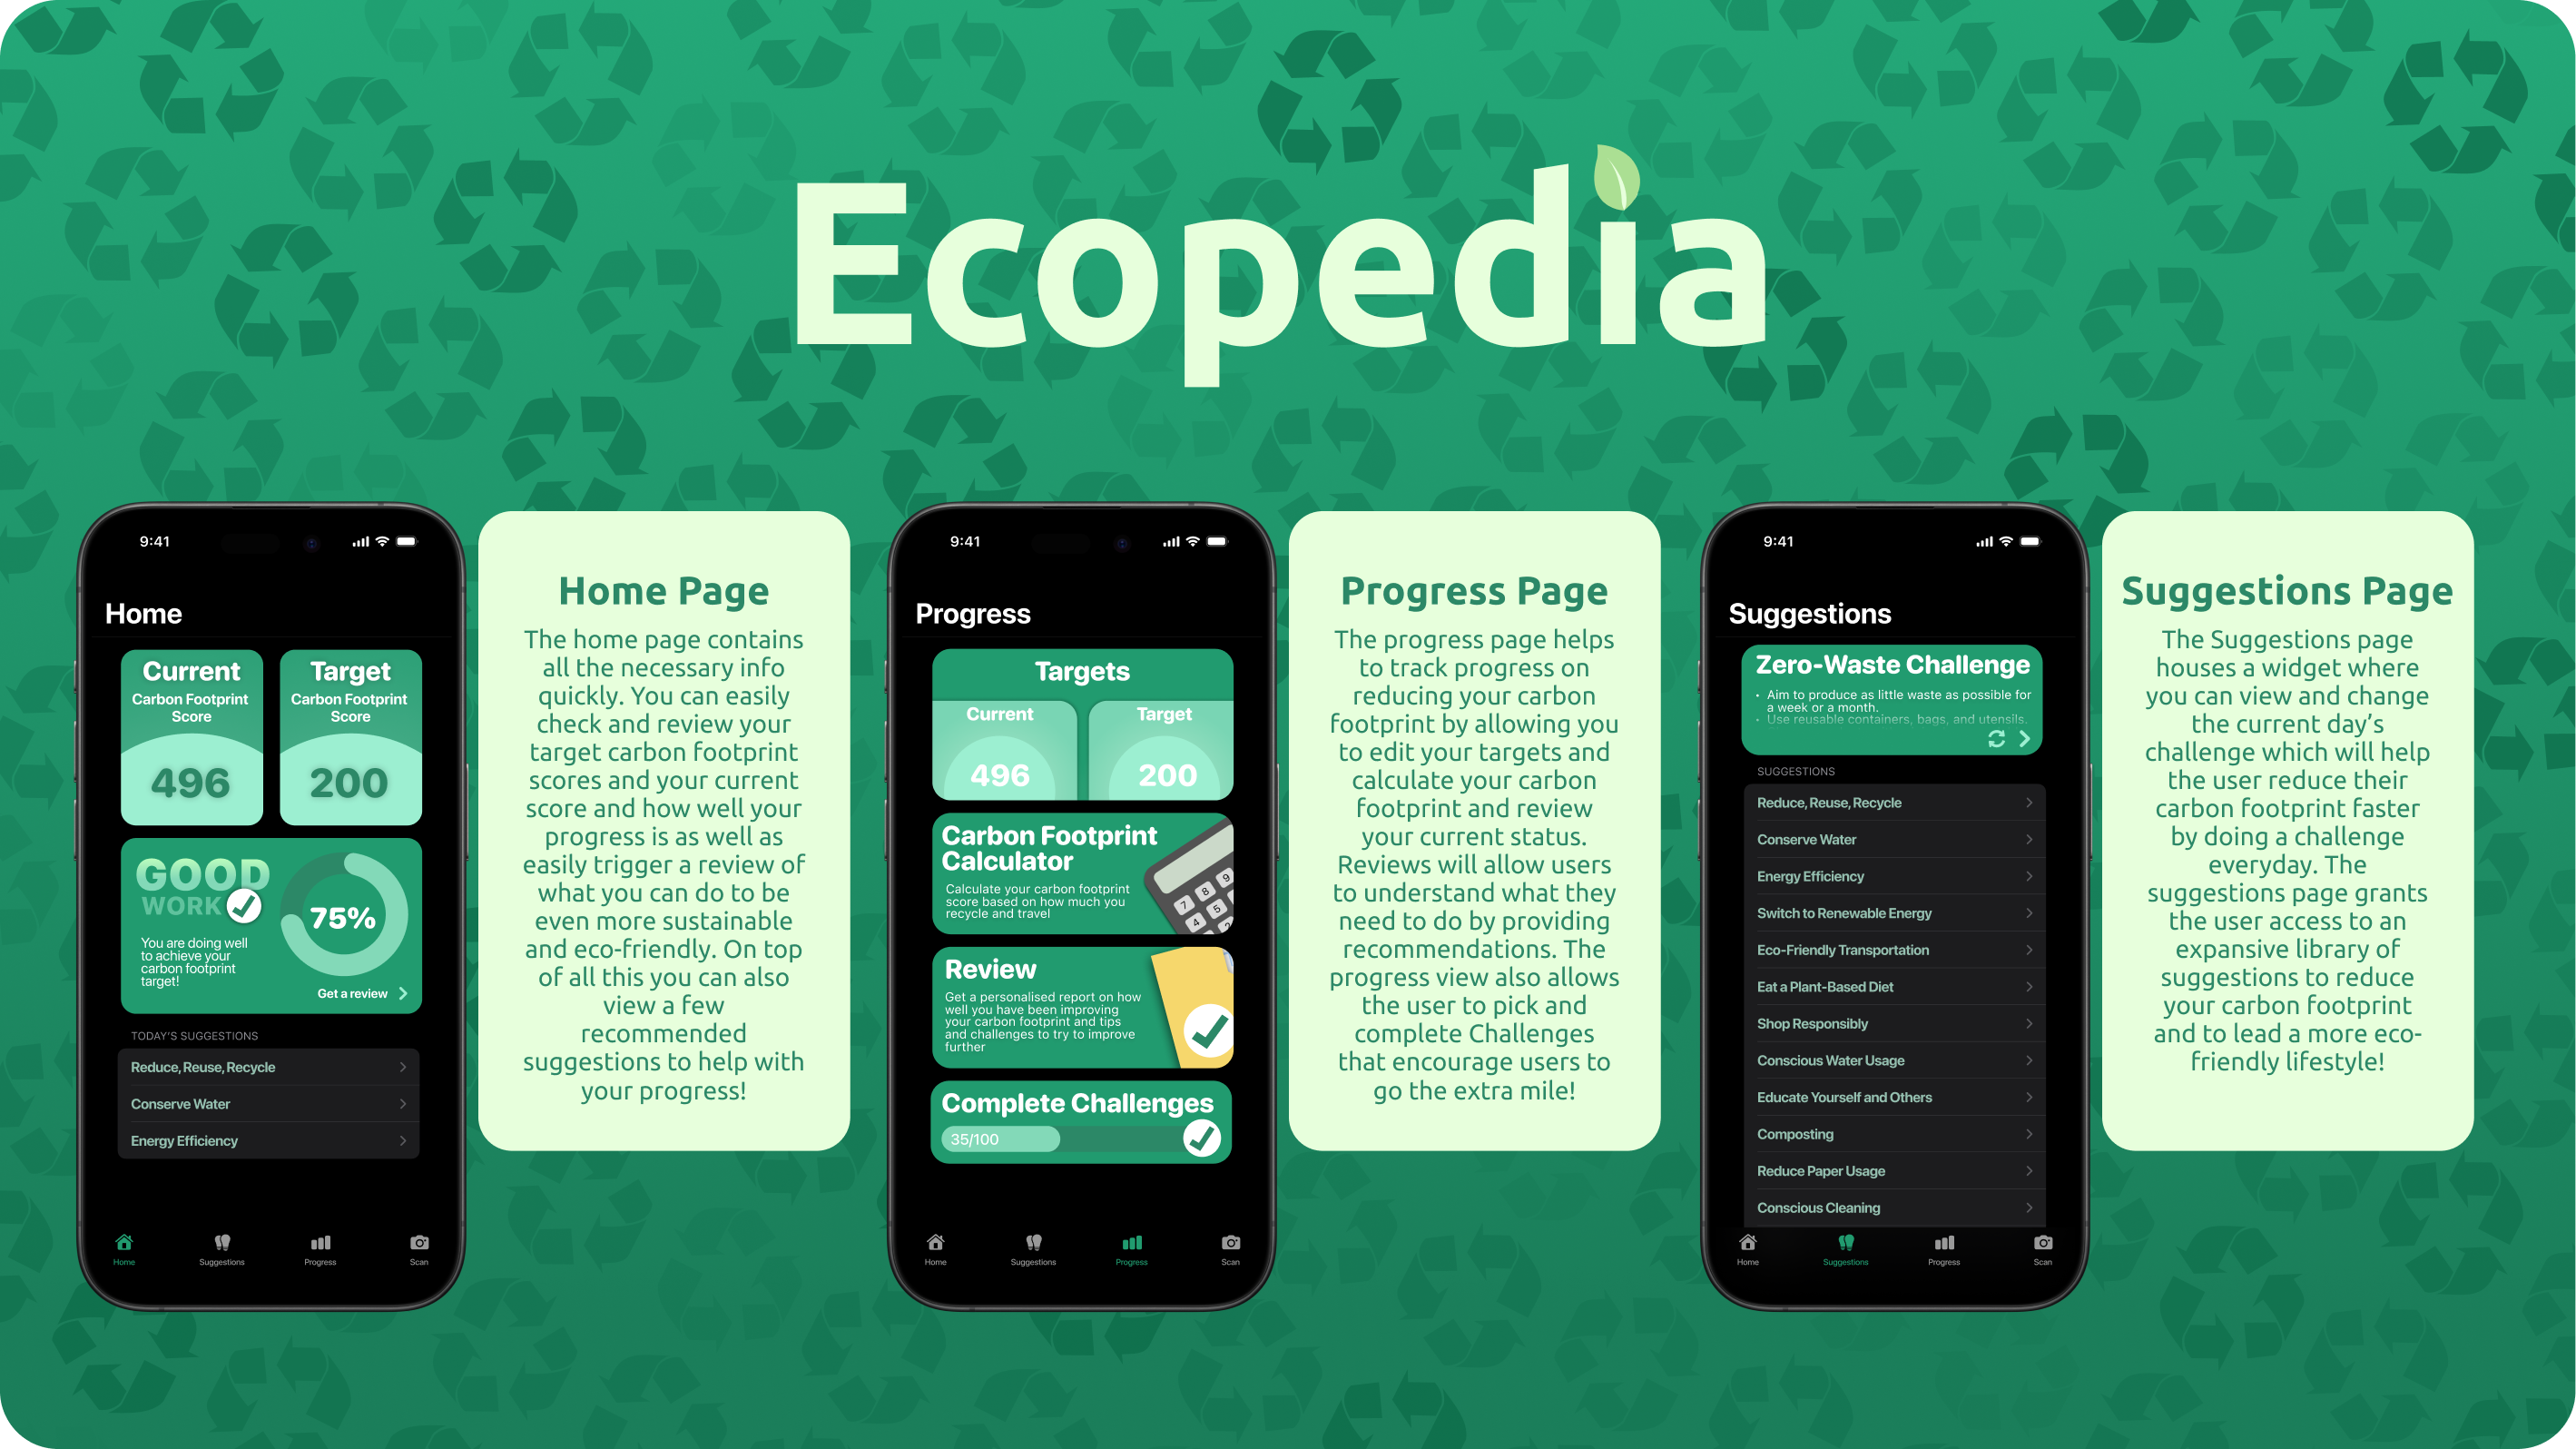 Ecopedia
9:41
Home
Current
Carbon Footprint
Score
496
Target
Carbon Footprint
Score
200
GOOD
WORK
75%
You are doing well
to achieve your
carbon footprint
target!
Get a review
TODAY'S SUGGESTIONS
Reduce, Reuse, Recycle
Conserve Water
Energy Efficiency
Home
Suggestions
Progress
Scan
Home Page
The home page contains
all the necessary info
quickly. You can easily
check and review your
target carbon footprint
scores and your current
score and how well your
progress is as well as
easily trigger a review of
what you can do to be
even more sustainable
and eco-friendly. On top
of all this you can also
view a few
recommended
suggestions to help with
your progress!
9:41
Progress
Targets
Current
496
Target
200
Carbon Footprint
Calculator
Calculate your carbon footprint
score based on how much you
recycle and travel
7 8 9
4 5
2
Review
Get a personalised report on how
well you have been improving
your carbon footprint and tips
and challenges to try to improve
further
Complete Challenges
35/100
Home
Suggestions
Progress
Scan
Progress Page
The progress page helps
to track progress on
reducing your carbon
footprint by allowing you
to edit your targets and
calculate your carbon
footprint and review
your current status.
Reviews will allow users
to understand what they
need to do by providing
recommendations. The
progress view also allows
the user to pick and
complete Challenges
that encourage users to
go the extra mile!
9:41
Suggestions
Zero-Waste Challenge
• Aim to produce as little waste as possible for
a week or a month.
• Use reusable containers, bags, and utensils.
SUGGESTIONS
Reduce, Reuse, Recycle
Conserve Water
Energy Efficiency
Switch to Renewable Energy
Eco-Friendly Transportation
Eat a Plant-Based Diet
Shop Responsibly
Conscious Water Usage
Educate Yourself and Others
Composting
Reduce Paper Usage
Conscious Cleaning
Home
Suggestions
Progress
Scan
Suggestions Page
The Suggestions page
houses a widget where
you can view and change
the current day's
challenge which will help
the user reduce their
carbon footprint faster
by doing a challenge
everyday. The
suggestions page grants
the user access to an
expansive library of
suggestions to reduce
your carbon footprint
and to lead a more eco-
friendly lifestyle!